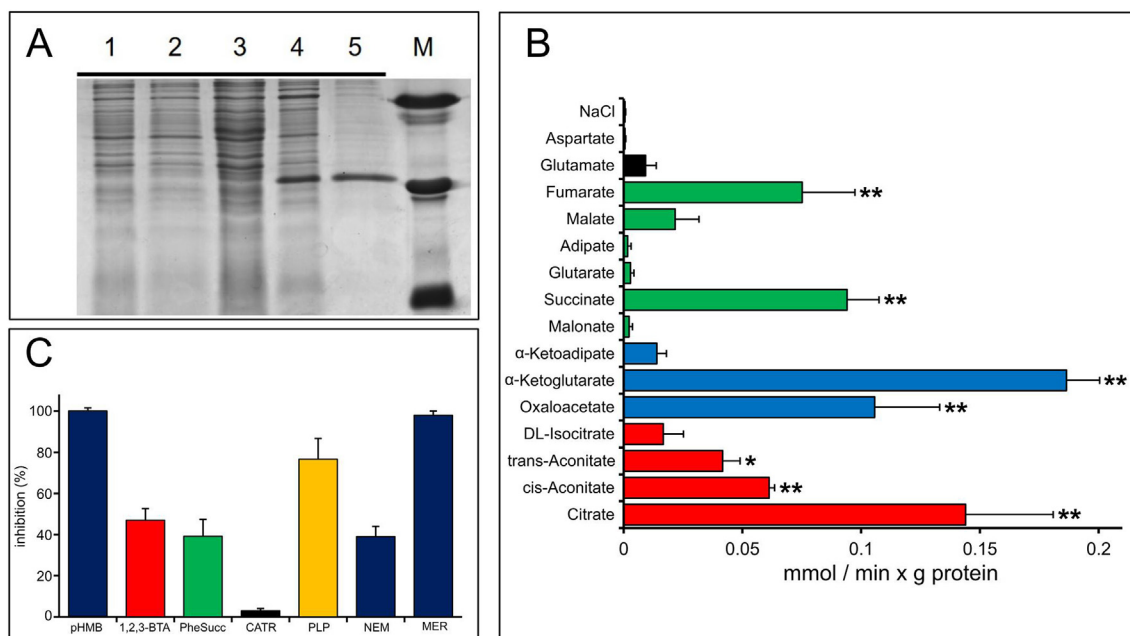 A
1 2 3 4 5 M
B
NaCl
Aspartate
Glutamate
Fumarate **
Malate
Adipate
Glutarate
Succinate **
Malonate
α-Ketoadipate
α-Ketoglutarate **
Oxaloacetate **
DL-Isocitrate
trans-Aconitate *
cis-Aconitate **
Citrate **
0 0.05 0.1 0.15 0.2
mmol / min x g protein
C
inhibition (%)
100
80
60
40
20
0
pHMB 1,2,3-BTA PheSucc CATR PLP NEM MER